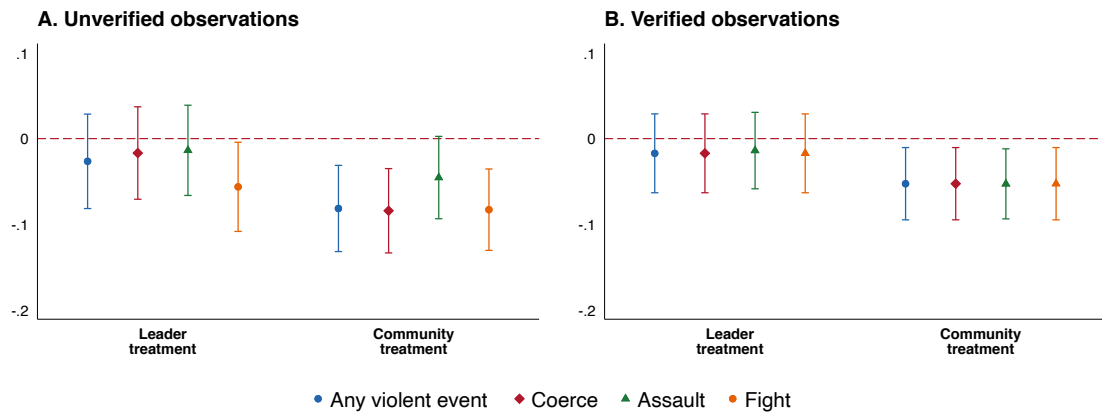 A. Unverified observations
.1
0
-.1
-.2
Leader
treatment
Community
treatment
B. Verified observations
.1
0
-.1
-.2
Leader
treatment
Community
treatment
Any violent event Coerce Assault Fight